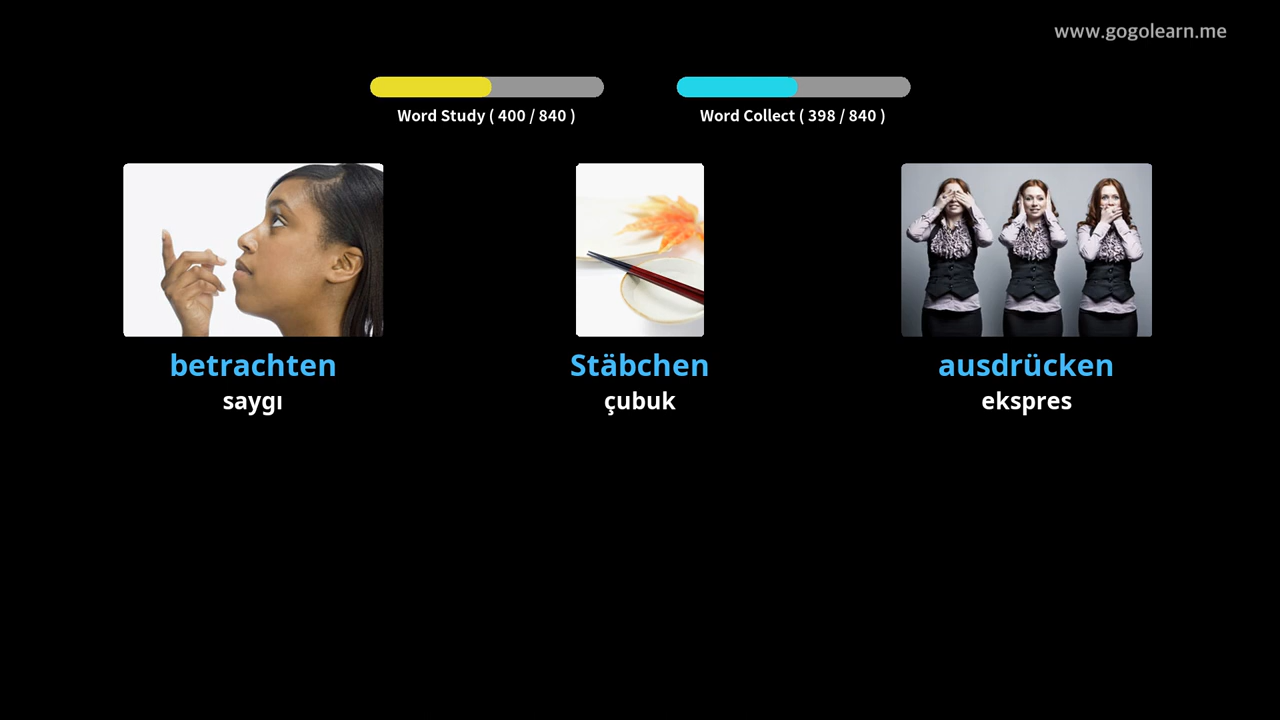 www.gogolearn.me
Word Study ( 400 / 840 )
Word Collect ( 398 / 840 )
betrachten
saygı
Stäbchen
çubuk
ausdrücken
ekspres